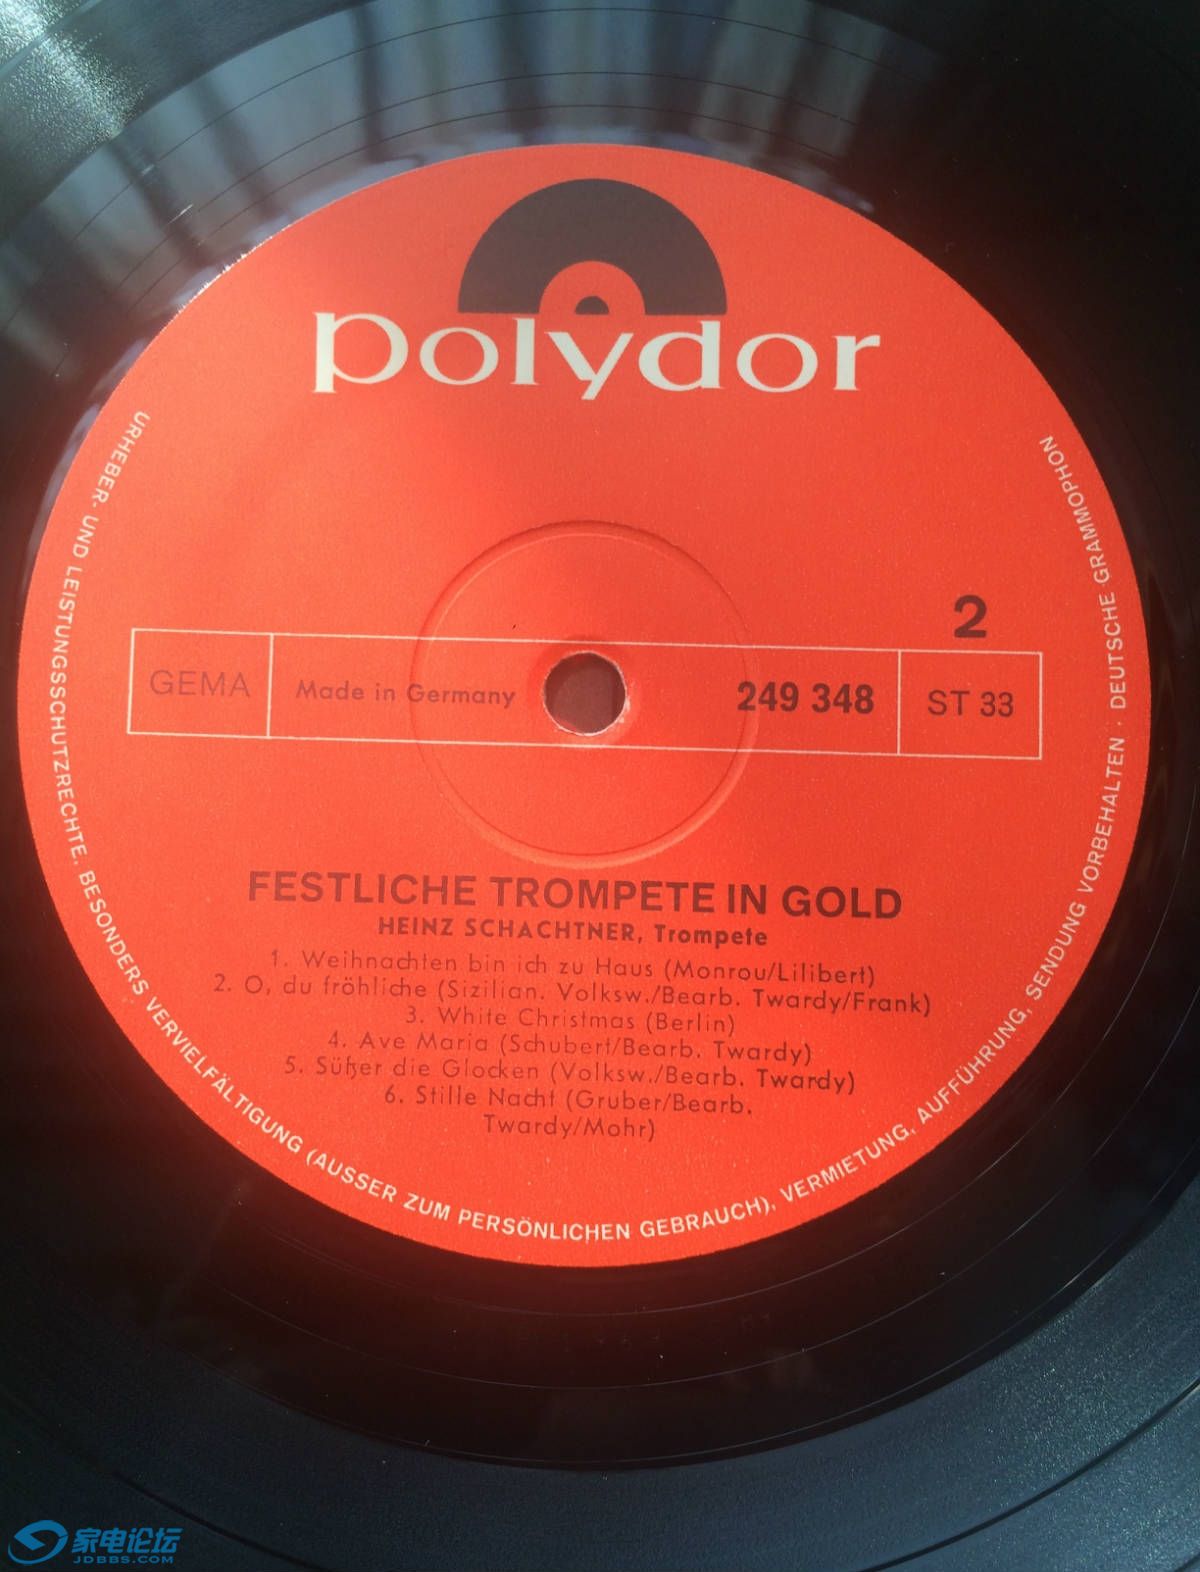 polydor
2
GEMA
Made in Germany
249 348
ST 33
FESTLICHE TROMPETE IN GOLD
HEINZ SCHACHTNER, Trompete
1. Weihnachten bin ich zu Haus (Monrou/Lilibert)
2. O, du fröhliche (Sizilian. Volksw./Bearb. Twardy/Frank)
3. White Christmas (Berlin)
4. Ave Maria (Schubert/Bearb. Twardy)
5. Süßer die Glocken (Volksw./Bearb. Twardy)
6. Stille Nacht (Gruber/Bearb.
Twardy/Mohr)
URHEBER- UND LEISTUNGSSCHUTZRECHTE. BESONDERS VERVIELFÄLTIGUNG (AUSSER ZUM PERSÖNLICHEN GEBRAUCH), VERMIETUNG, AUFFÜHRUNG, SENDUNG VORBEHALTEN · DEUTSCHE GRAMMOPHON
家电论坛
JDBBS.COM